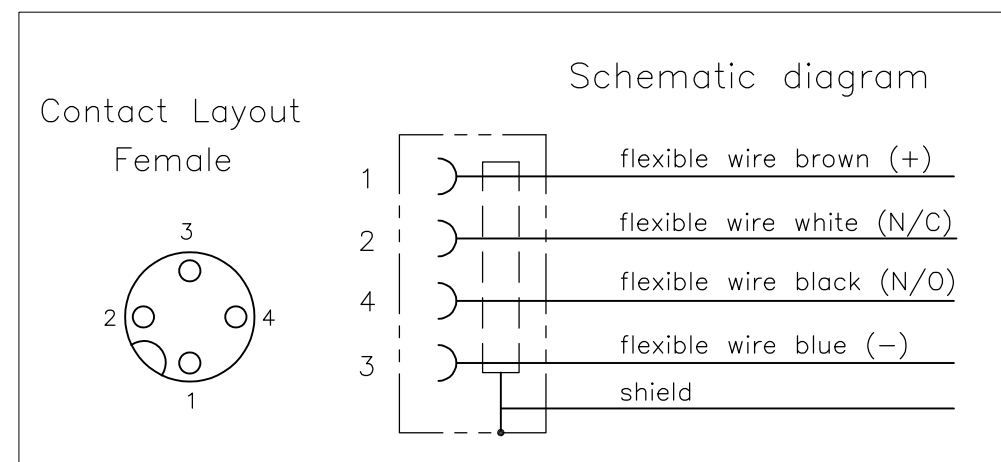 Schematic diagram
Contact Layout
Female
3
2
4
1
1
flexible wire brown (+)
2
flexible wire white (N/C)
4
flexible wire black (N/O)
3
flexible wire blue (-)
shield